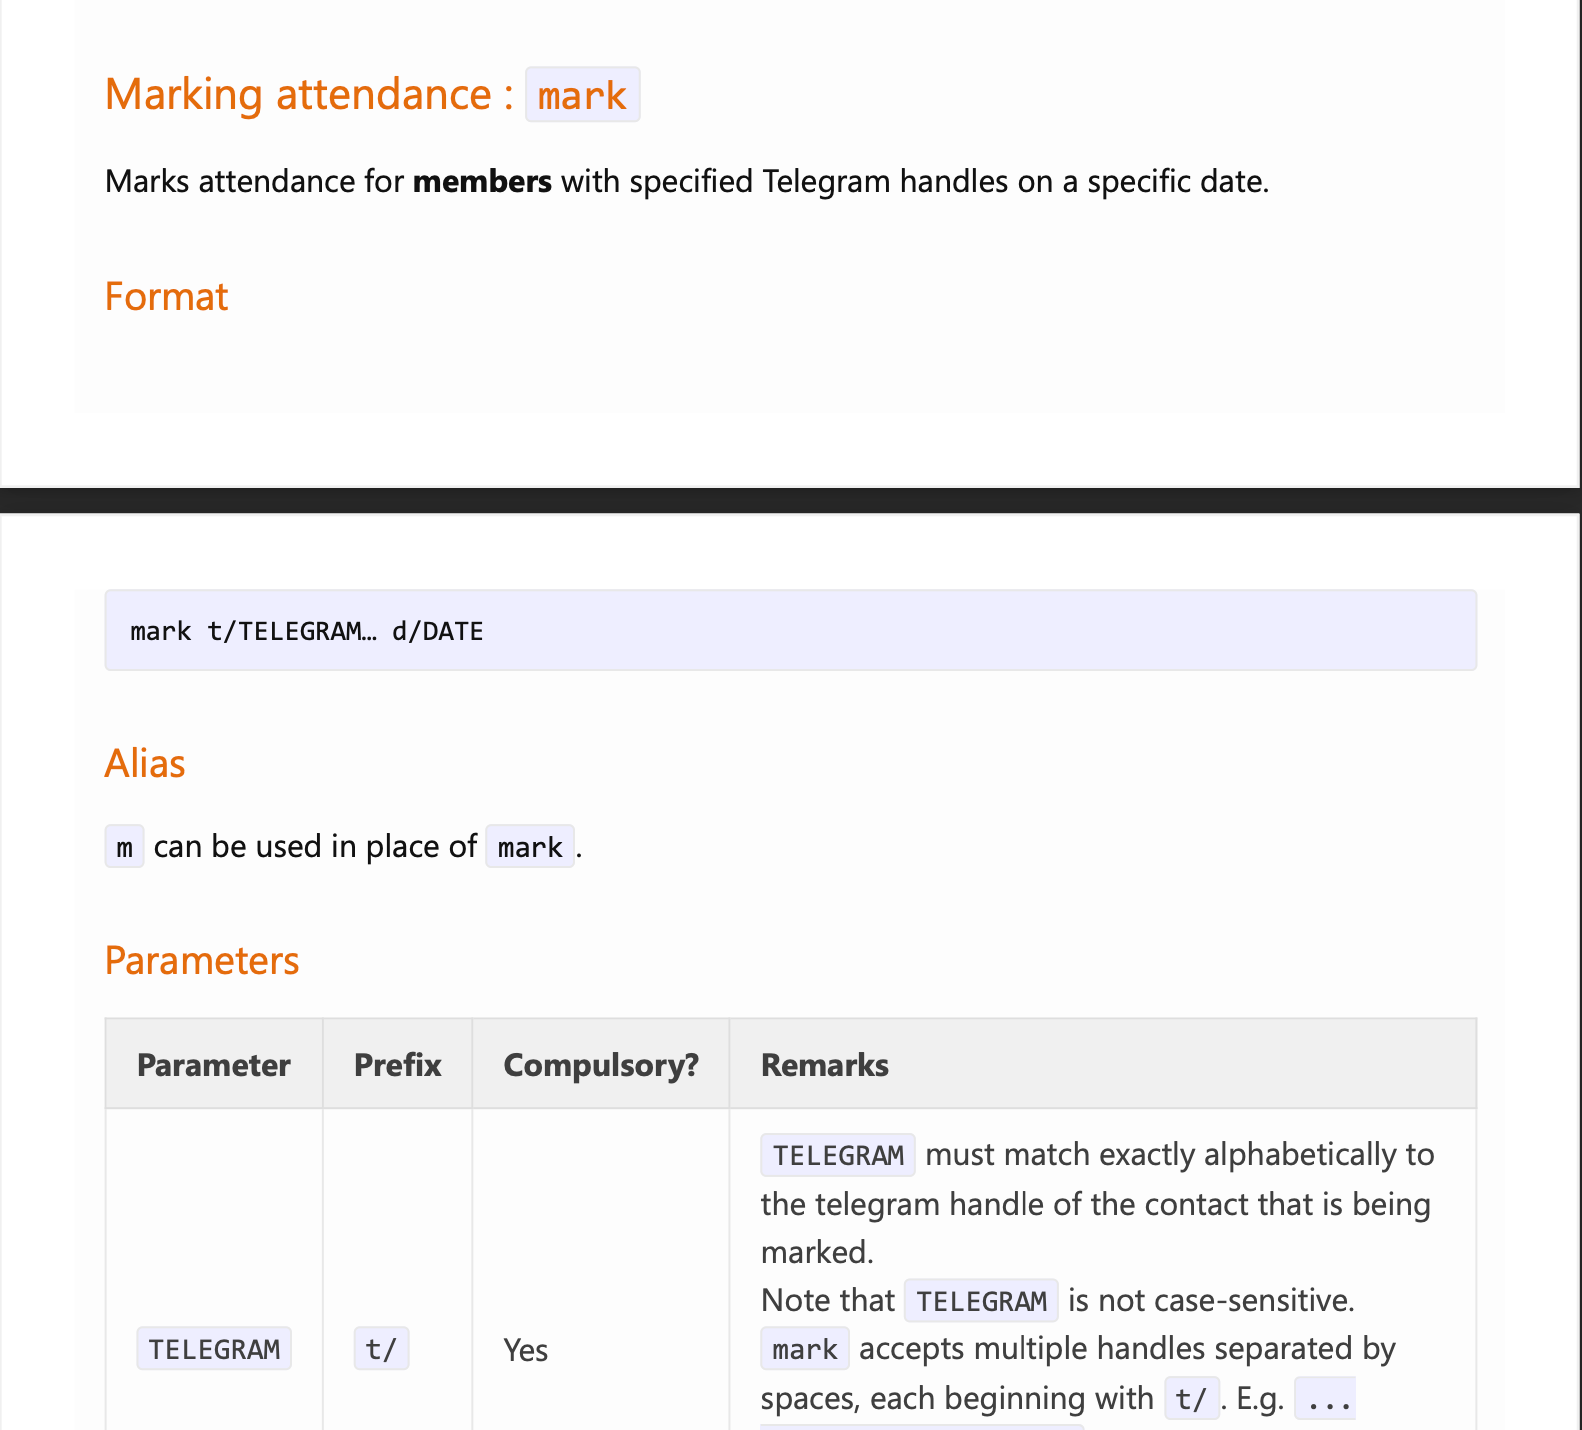 Marking attendance : mark
Marks attendance for members with specified Telegram handles on a specific date.
Format
mark t/TELEGRAM… d/DATE
Alias
m can be used in place of mark.
Parameters
Parameter Prefix Compulsory? Remarks
TELEGRAM must match exactly alphabetically to
the telegram handle of the contact that is being
marked.
Note that TELEGRAM is not case-sensitive.
TELEGRAM t/ Yes mark accepts multiple handles separated by
spaces, each beginning with t/. E.g. ...